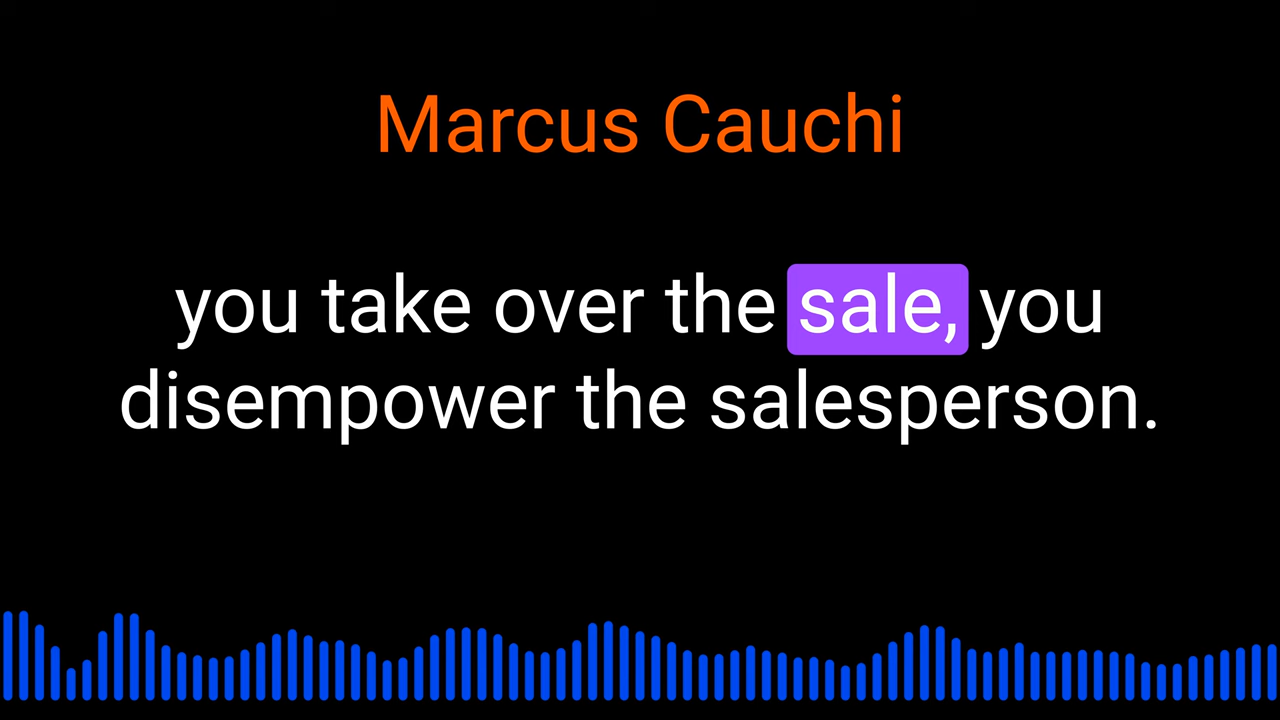 Marcus Cauchi
you take over the sale, you
disempower the salesperson.